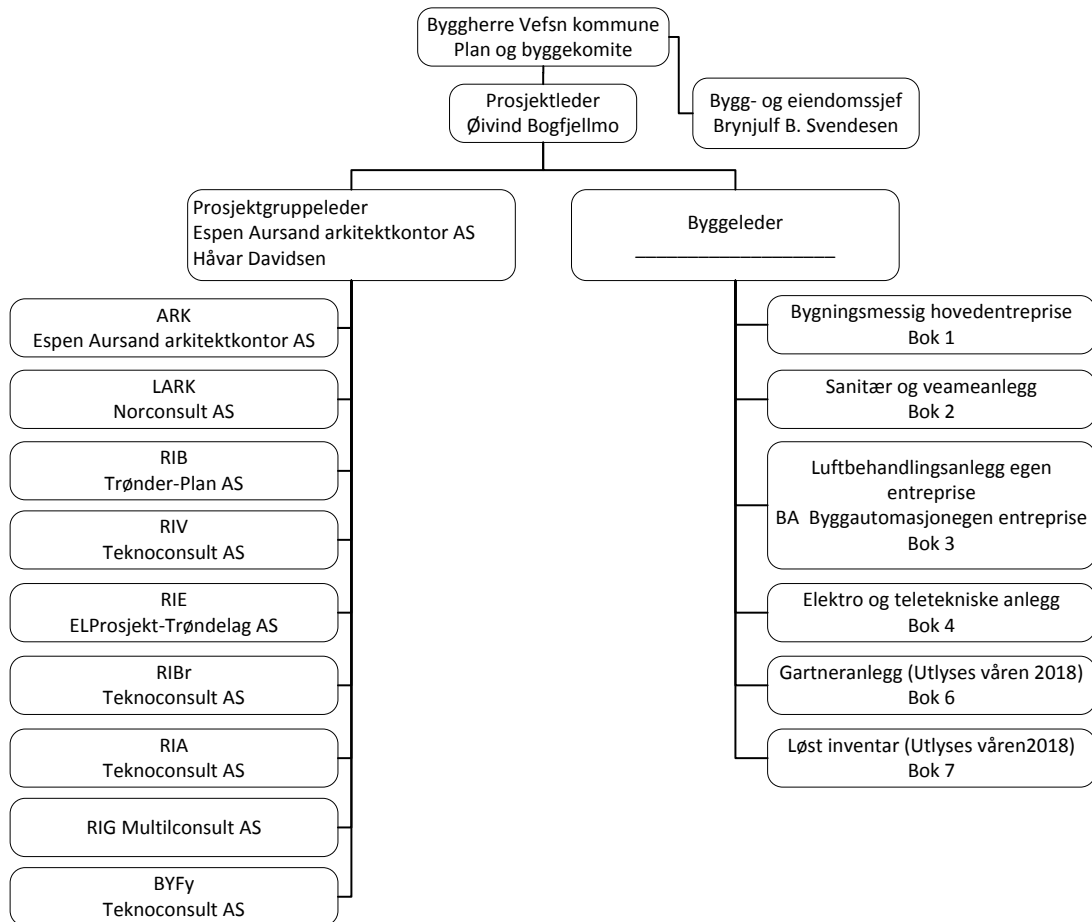 Byggherre Vefsn kommune
Plan og byggekomite
Prosjektleder
Øivind Bogfjellmo
Bygg- og eiendomssjef
Brynjulf B. Svendesen
Prosjektgruppeleder
Espen Aursand arkitektkontor AS
Håvar Davidsen
Byggeleder
____________________
ARK
Espen Aursand arkitektkontor AS
LARK
Norconsult AS
RIB
Trønder-Plan AS
RIV
Teknoconsult AS
RIE
ELProsjekt-Trøndelag AS
RIBr
Teknoconsult AS
RIA
Teknoconsult AS
RIG Multilconsult AS
BYFy
Teknoconsult AS
Bygningsmessig hovedentreprise
Bok 1
Sanitær og veameanlegg
Bok 2
Luftbehandlingsanlegg egen
entreprise
BA  Byggautomasjonegen entreprise
Bok 3
Elektro og teletekniske anlegg
Bok 4
Gartneranlegg (Utlyses våren 2018)
Bok 6
Løst inventar (Utlyses våren2018)
Bok 7